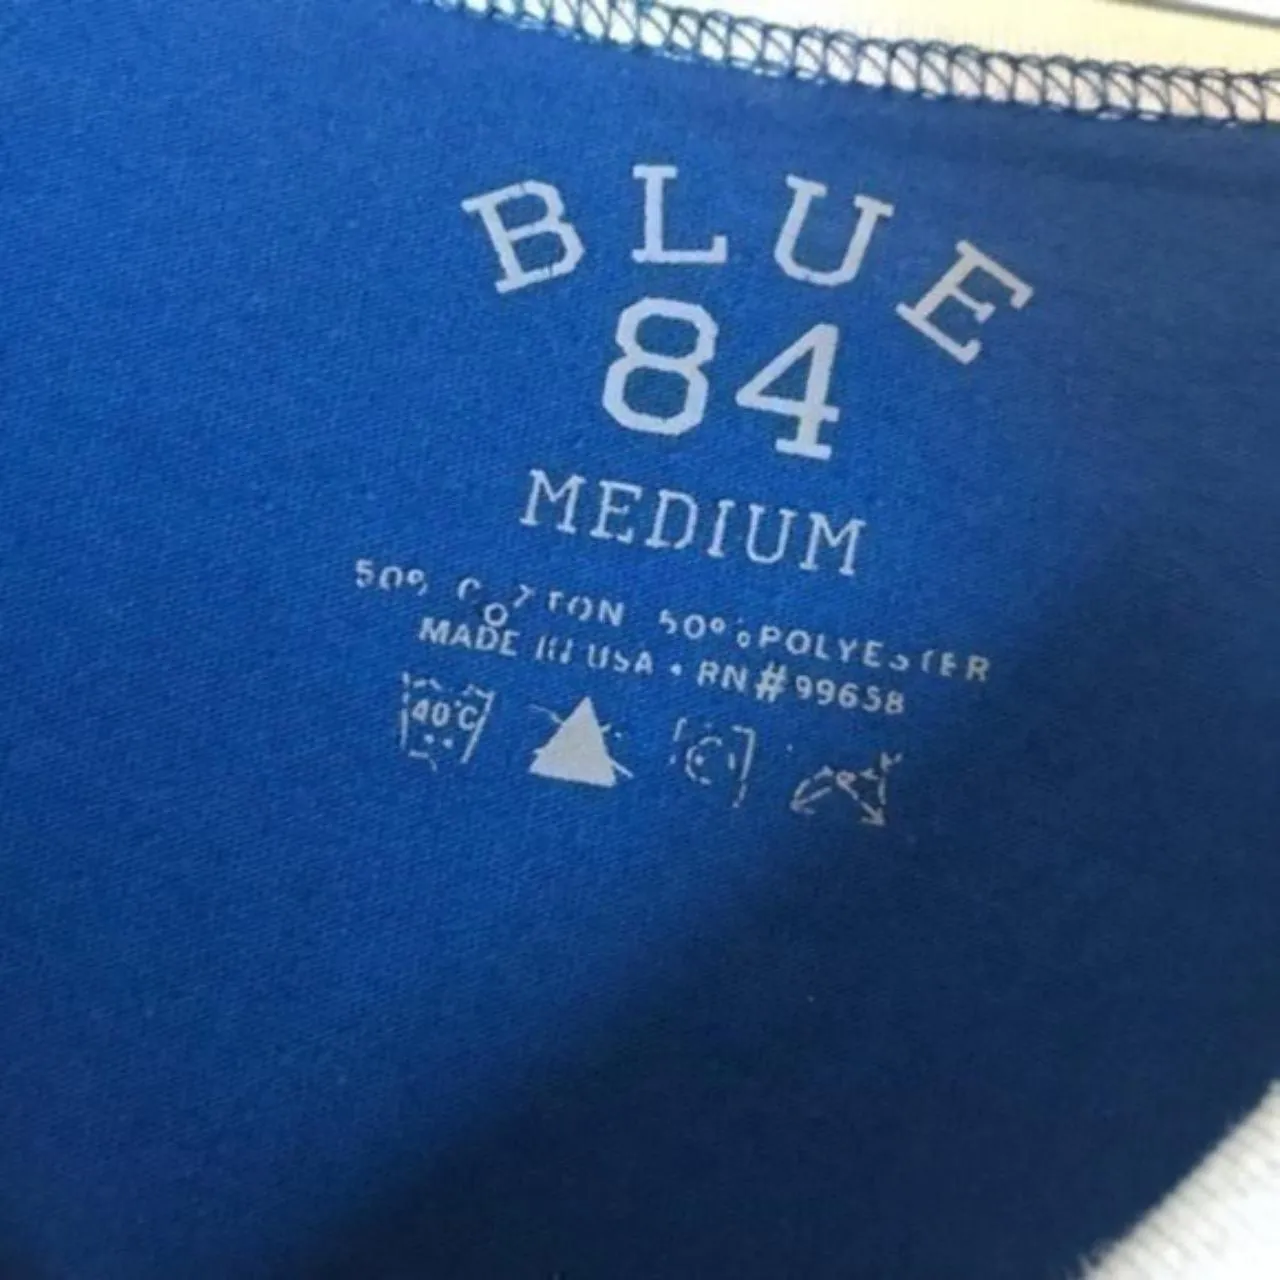 BLUE
84
MEDIUM
50% COTTON 50% POLYESTER
MADE IN USA • RN#99658
40°C